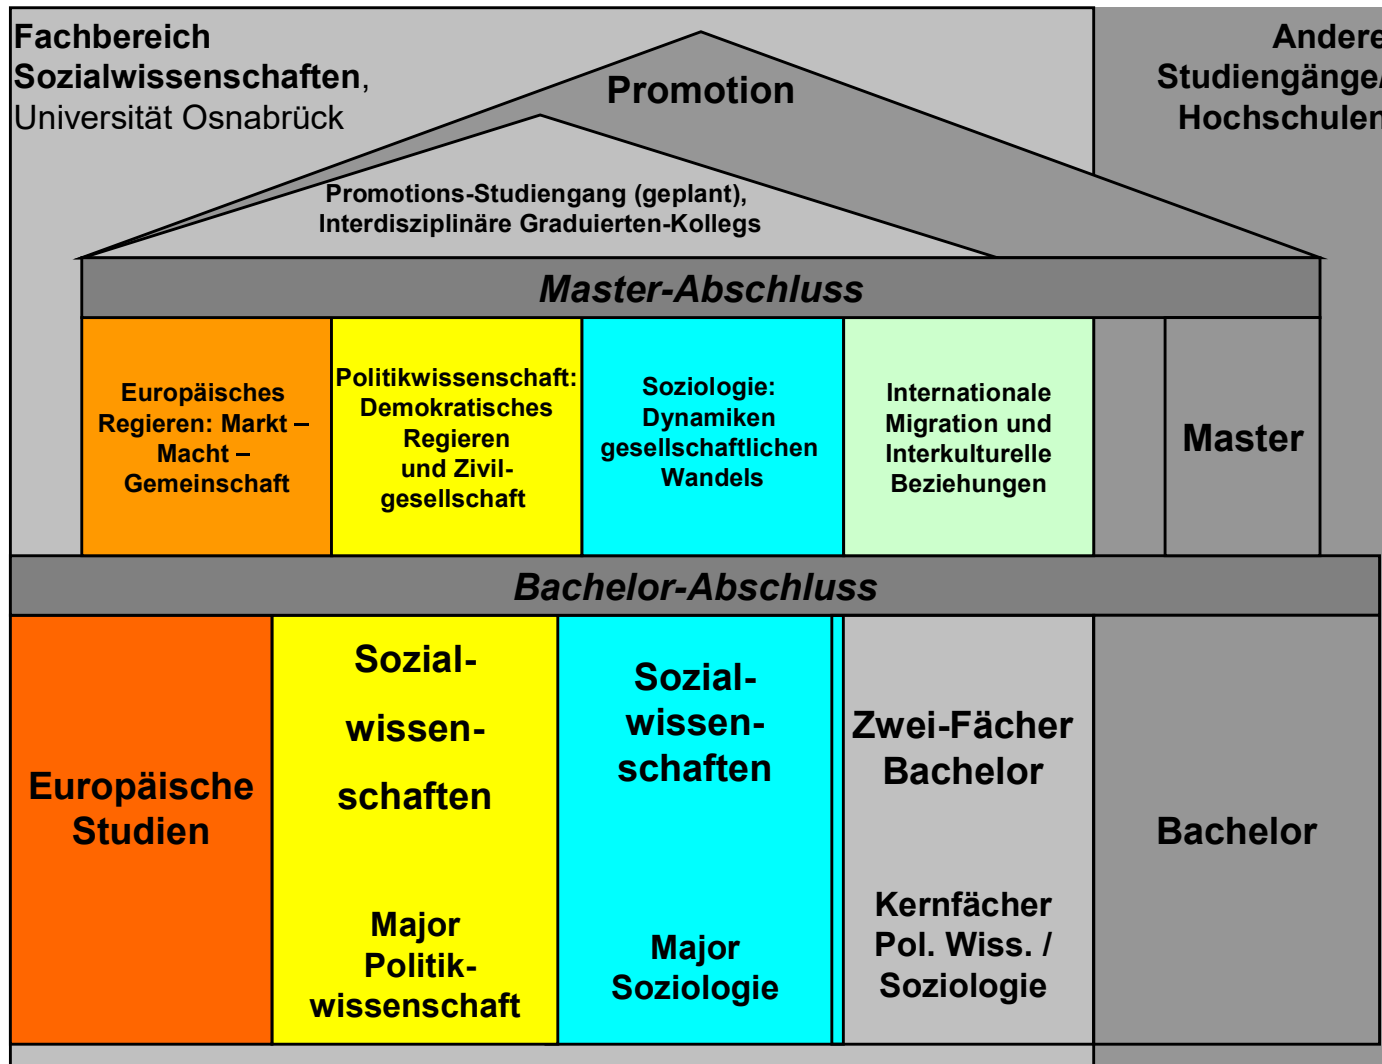 Fachbereich
Sozialwissenschaften,
Universität Osnabrück
Andere
Studiengänge/
Hochschulen
Promotion
Promotions-Studiengang (geplant),
Interdisziplinäre Graduierten-Kollegs
Master-Abschluss
Europäisches
Regieren: Markt –
Macht –
Gemeinschaft
Politikwissenschaft:
Demokratisches
Regieren
und Zivil-
gesellschaft
Soziologie:
Dynamiken
gesellschaftlichen
Wandels
Internationale
Migration und
Interkulturelle
Beziehungen
Master
Bachelor-Abschluss
Europäische
Studien
Sozial-
wissen-
schaften
Major
Politik-
wissenschaft
Sozial-
wissen-
schaften
Major
Soziologie
Zwei-Fächer
Bachelor
Kernfächer
Pol. Wiss. /
Soziologie
Bachelor